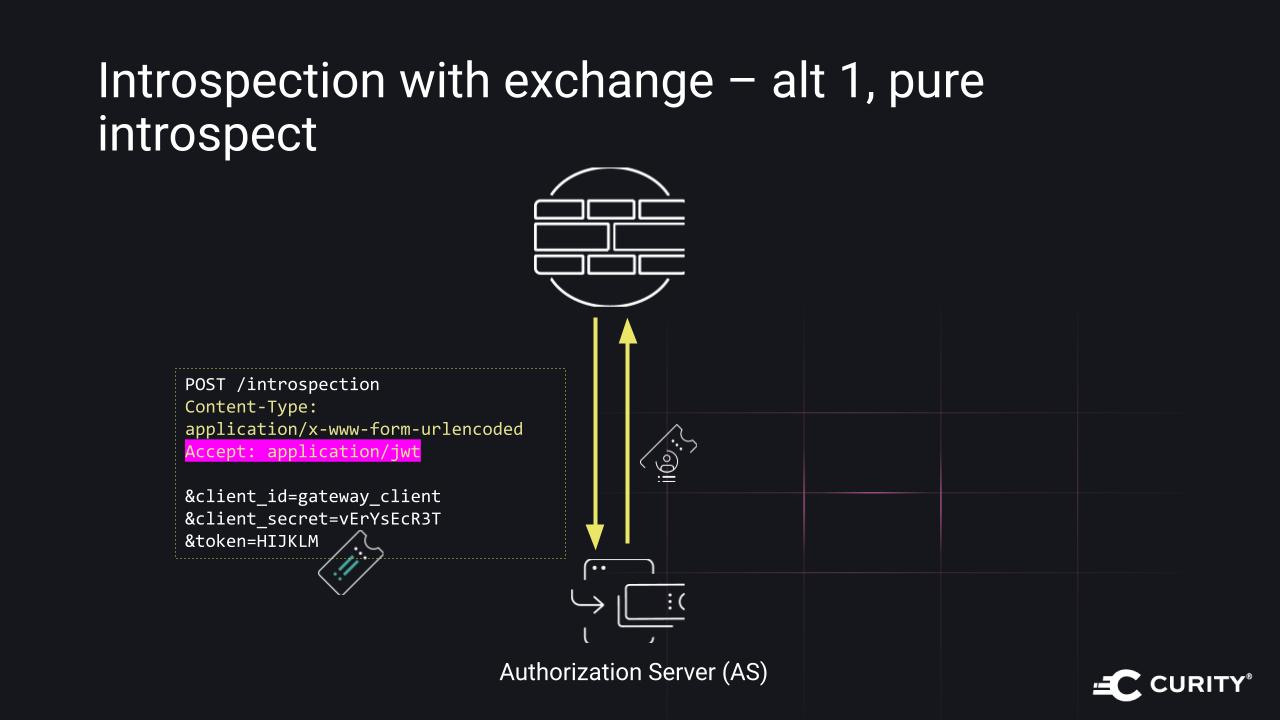 Introspection with exchange – alt 1, pure
introspect
POST /introspection
Content-Type:
application/x-www-form-urlencoded
Accept: application/jwt
&client_id=gateway_client
&client_secret=vErYsEcR3T
&token=HIJKLM
Authorization Server (AS)
CURITY®